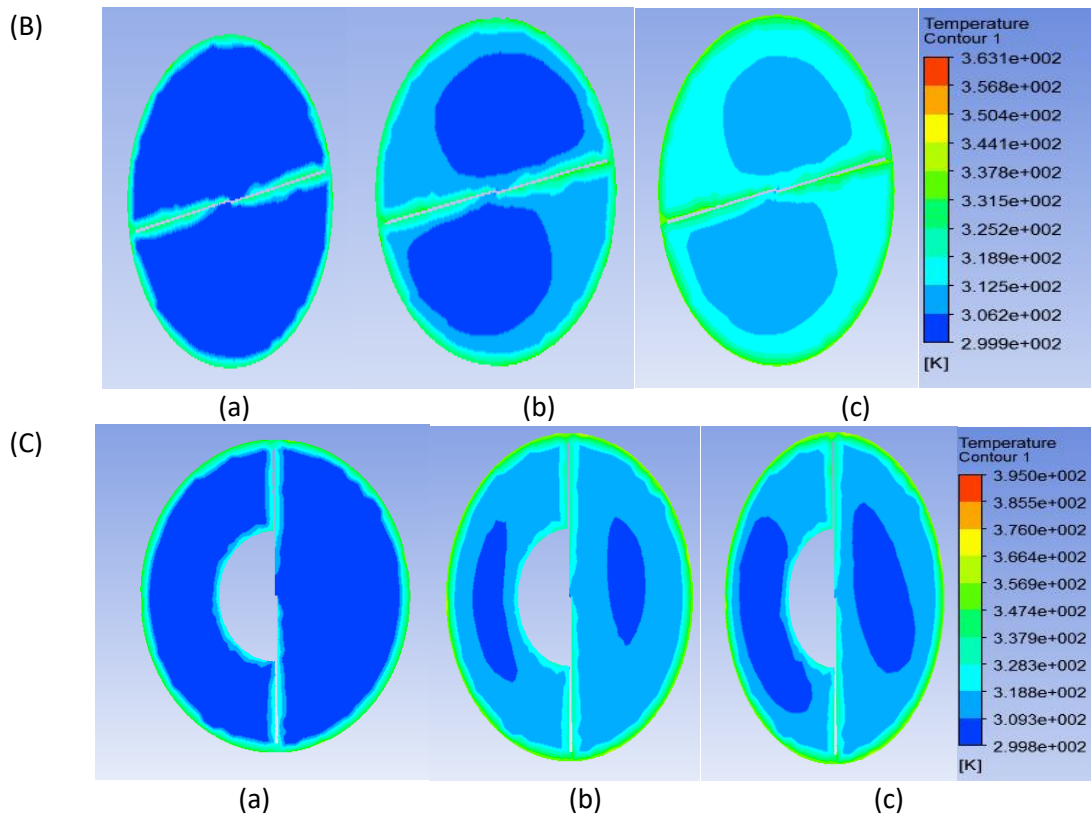 (B)
Temperature
Contour 1
3.631e+002
3.568e+002
3.504e+002
3.441e+002
3.378e+002
3.315e+002
3.252e+002
3.189e+002
3.125e+002
3.062e+002
2.999e+002
[K]
(a) (b) (c)
(C)
Temperature
Contour 1
3.950e+002
3.855e+002
3.760e+002
3.664e+002
3.569e+002
3.474e+002
3.379e+002
3.283e+002
3.188e+002
3.093e+002
2.998e+002
[K]
(a) (b) (c)